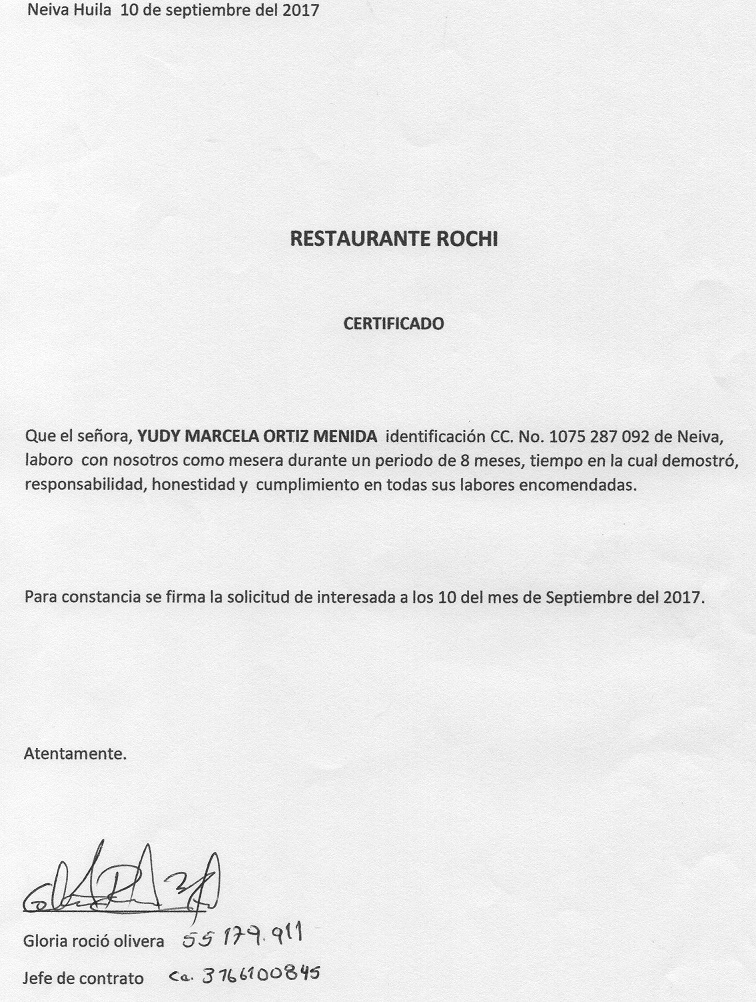 Neiva Huila  10 de septiembre del 2017
RESTAURANTE ROCHI
CERTIFICADO
Que el señora, YUDY MARCELA ORTIZ MENIDA  identificación CC. No. 1075 287 092 de Neiva,
laboro  con nosotros como mesera durante un periodo de 8 meses, tiempo en la cual demostró,
responsabilidad, honestidad y  cumplimiento en todas sus labores encomendadas.
Para constancia se firma la solicitud de interesada a los 10 del mes de Septiembre del 2017.
Atentamente.
Gloria roció olivera 55 179.911
Jefe de contrato Ca. 3166100845